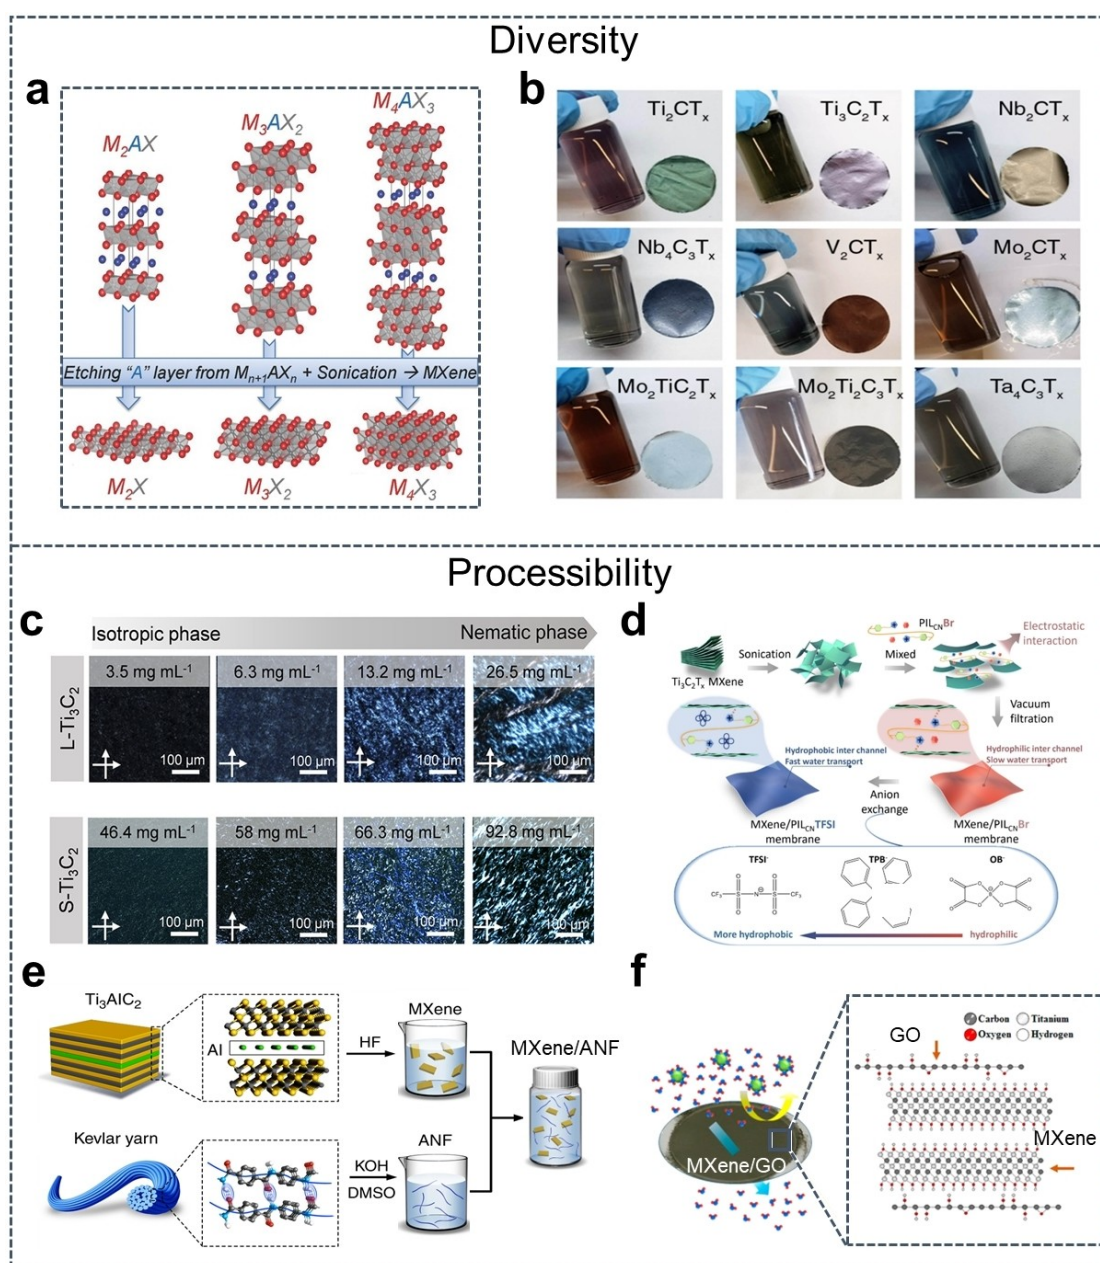 Diversity
a
M₂AX
M₃AX₂
M₄AX₃
Etching "A" layer from Mₙ₊₁AXₙ + Sonication → MXene
M₂X
M₃X₂
M₄X₃
b
Ti₂CTₓ
Ti₃C₂Tₓ
Nb₂CTₓ
Nb₄C₃Tₓ
V₂CTₓ
Mo₂CTₓ
Mo₂TiC₂Tₓ
Mo₂Ti₂C₃Tₓ
Ta₄C₃Tₓ
Processibility
c
Isotropic phase
Nematic phase
L-Ti₃C₂
3.5 mg mL⁻¹
6.3 mg mL⁻¹
13.2 mg mL⁻¹
26.5 mg mL⁻¹
100 µm
100 µm
100 µm
100 µm
S-Ti₃C₂
46.4 mg mL⁻¹
58 mg mL⁻¹
66.3 mg mL⁻¹
92.8 mg mL⁻¹
100 µm
100 µm
100 µm
100 µm
d
Ti₃C₂Tₓ MXene
Sonication
PIL_CNBr
Mixed
Electrostatic
interaction
Vacuum
filtration
Hydrophobic inter channel
Fast water transport
Hydrophilic inter channel
Slow water transport
Anion
exchange
MXene/PIL_CNTFSI
membrane
MXene/PIL_CNBr
membrane
TFSI⁻
TPB⁻
OB⁻
CF₃
S
N
S
CF₃
O
O
O
O
B
O
O
O
O
O
O
O
O
More hydrophobic
hydrophilic
e
Ti₃AlC₂
Al
HF
MXene
MXene/ANF
Kevlar yarn
KOH
DMSO
ANF
f
MXene/GO
Carbon
Titanium
Oxygen
Hydrogen
GO
MXene